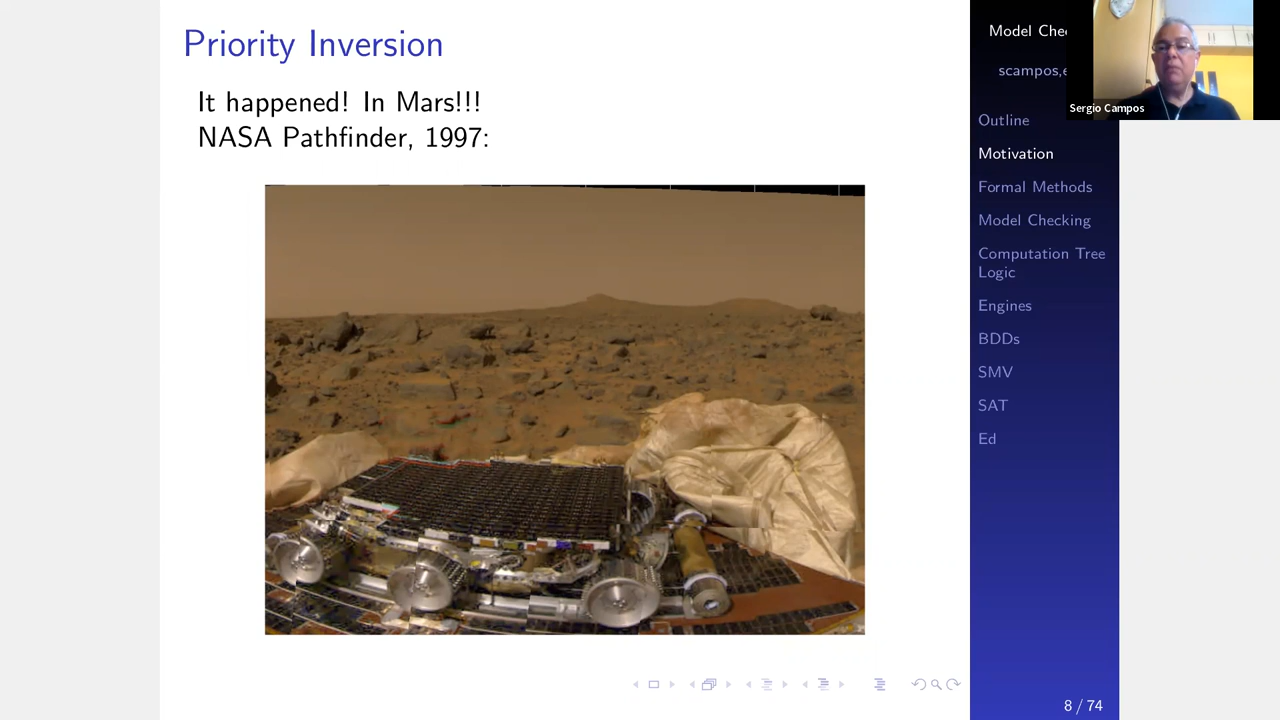 Priority Inversion
It happened! In Mars!!!
NASA Pathfinder, 1997:
Model Che
scampos,e
Sergio Campos
Outline
Motivation
Formal Methods
Model Checking
Computation Tree
Logic
Engines
BDDs
SMV
SAT
Ed
8 / 74